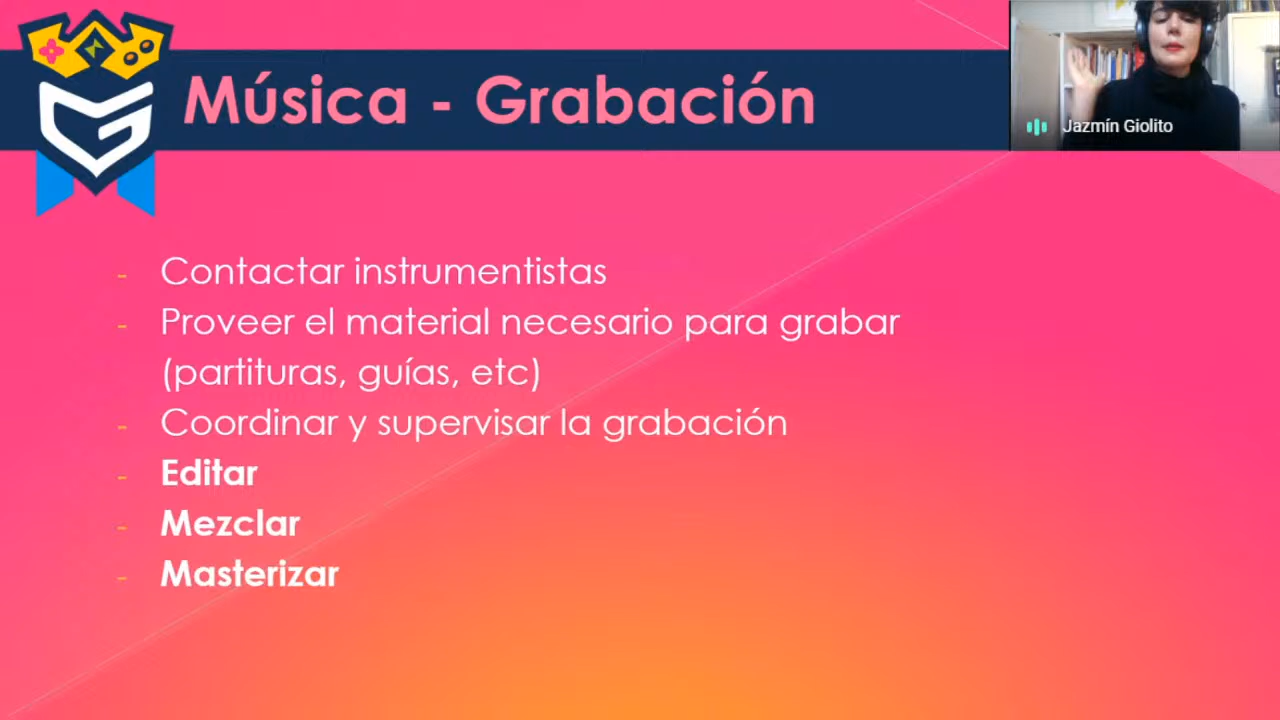 Música - Grabación
Jazmín Giolito
- Contactar instrumentistas
- Proveer el material necesario para grabar
(partituras, guías, etc)
- Coordinar y supervisar la grabación
- Editar
- Mezclar
- Masterizar